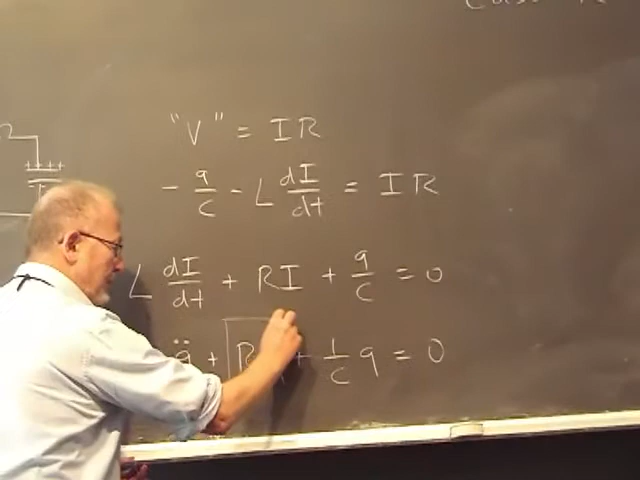 "V" = IR
- q/c - L dI/dt = IR
L dI/dt + RI + q/c = 0
q̈ + R + 1/c q = 0